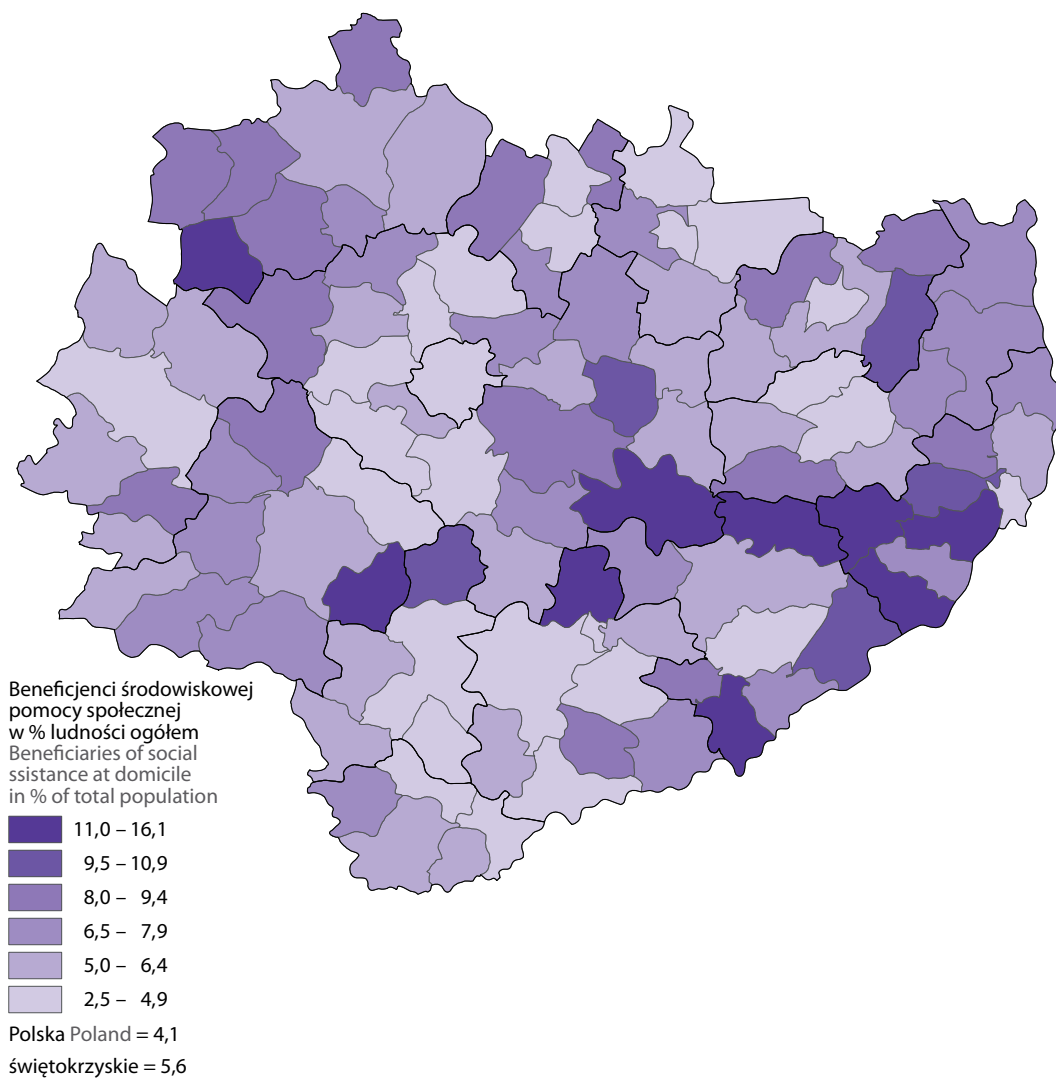 Beneficjenci środowiskowej
pomocy społecznej
w % ludności ogółem
Beneficiaries of social
ssistance at domicile
in % of total population
11,0 – 16,1
9,5 – 10,9
8,0 – 9,4
6,5 – 7,9
5,0 – 6,4
2,5 – 4,9
Polska Poland = 4,1
świętokrzyskie = 5,6